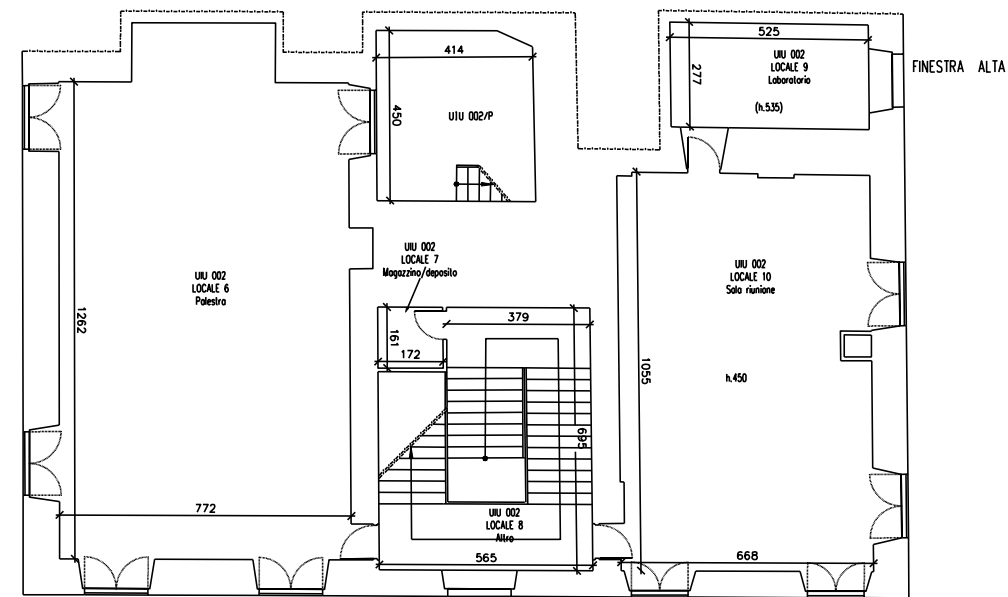 414
525
UIU 002
LOCALE 9
Laboratorio
(h.535)
277
FINESTRA ALTA
450
UIU 002/P
UIU 002
LOCALE 7
Magazzino/deposito
UIU 002
LOCALE 6
Palestra
UIU 002
LOCALE 10
Sala riunione
1262
161
172
379
1055
h.450
695
772
UIU 002
LOCALE 8
Altro
565
668